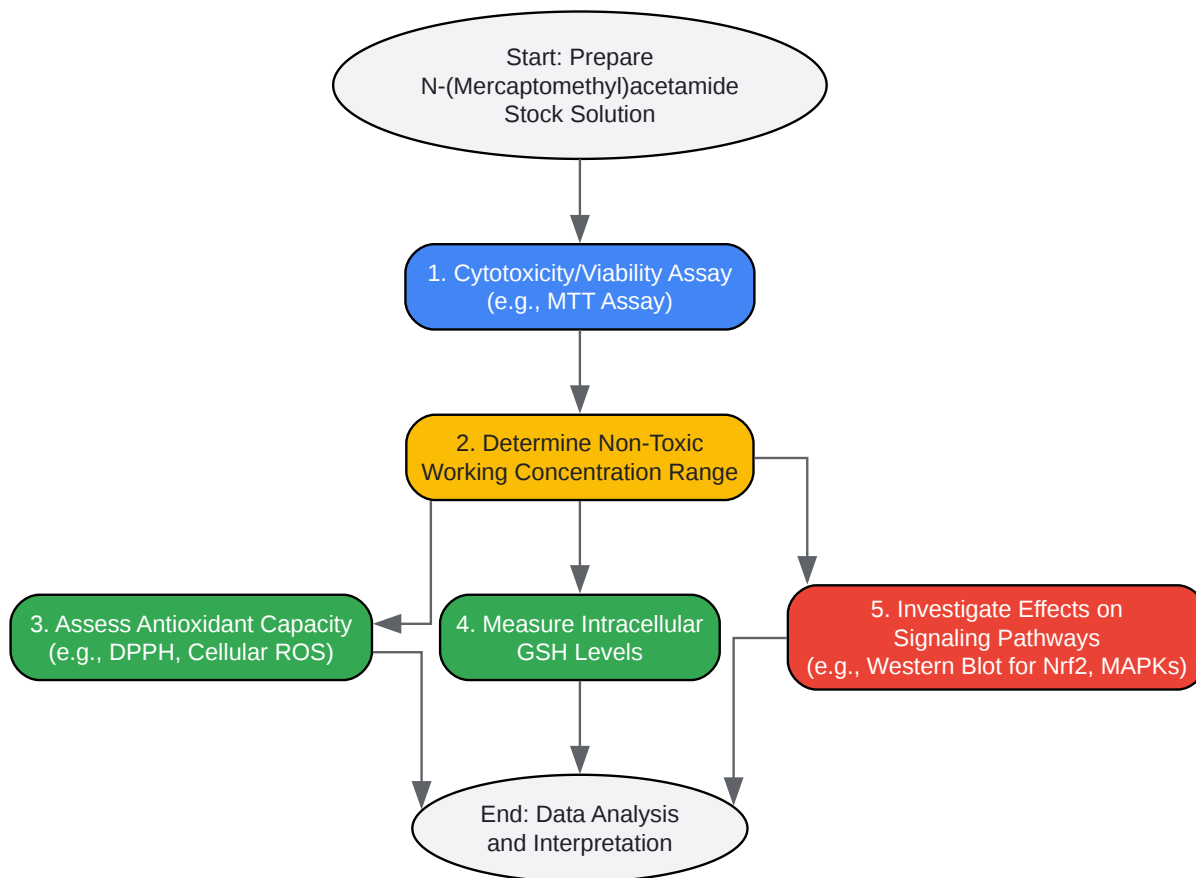 Start: Prepare
N-(Mercaptomethyl)acetamide
Stock Solution
1. Cytotoxicity/Viability Assay
(e.g., MTT Assay)
2. Determine Non-Toxic
Working Concentration Range
3. Assess Antioxidant Capacity
(e.g., DPPH, Cellular ROS)
4. Measure Intracellular
GSH Levels
5. Investigate Effects on
Signaling Pathways
(e.g., Western Blot for Nrf2, MAPKs)
End: Data Analysis
and Interpretation